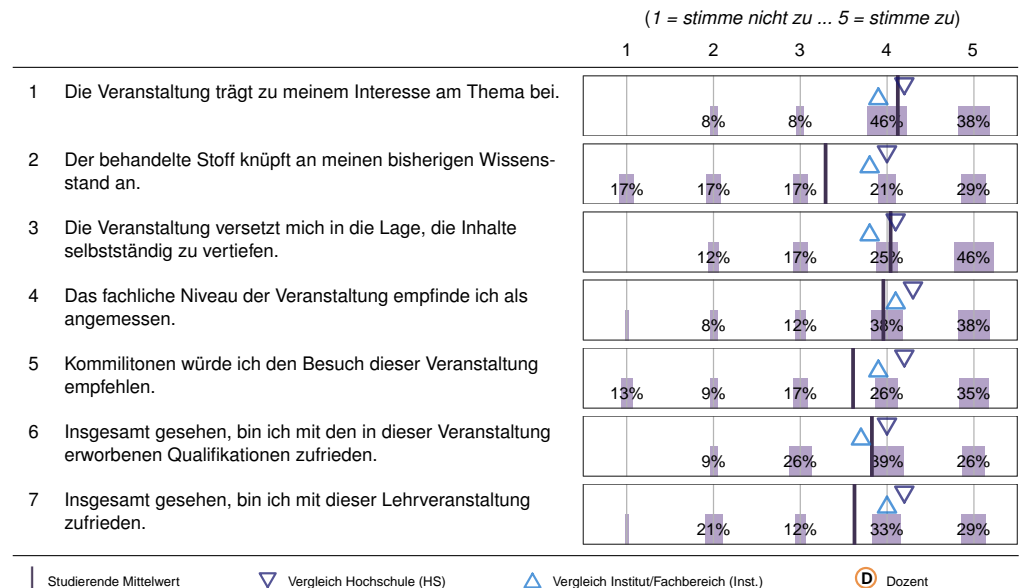 (1 = stimme nicht zu ... 5 = stimme zu)
1 2 3 4 5
1 Die Veranstaltung trägt zu meinem Interesse am Thema bei.
8% 8% 46% 38%
2 Der behandelte Stoff knüpft an meinen bisherigen Wissens-
stand an.
17% 17% 17% 21% 29%
3 Die Veranstaltung versetzt mich in die Lage, die Inhalte
selbstständig zu vertiefen.
12% 17% 25% 46%
4 Das fachliche Niveau der Veranstaltung empfinde ich als
angemessen.
8% 12% 38% 38%
5 Kommilitonen würde ich den Besuch dieser Veranstaltung
empfehlen.
13% 9% 17% 26% 35%
6 Insgesamt gesehen, bin ich mit den in dieser Veranstaltung
erworbenen Qualifikationen zufrieden.
9% 26% 39% 26%
7 Insgesamt gesehen, bin ich mit dieser Lehrveranstaltung
zufrieden.
21% 12% 33% 29%
Studierende Mittelwert Vergleich Hochschule (HS) Vergleich Institut/Fachbereich (Inst.) D Dozent